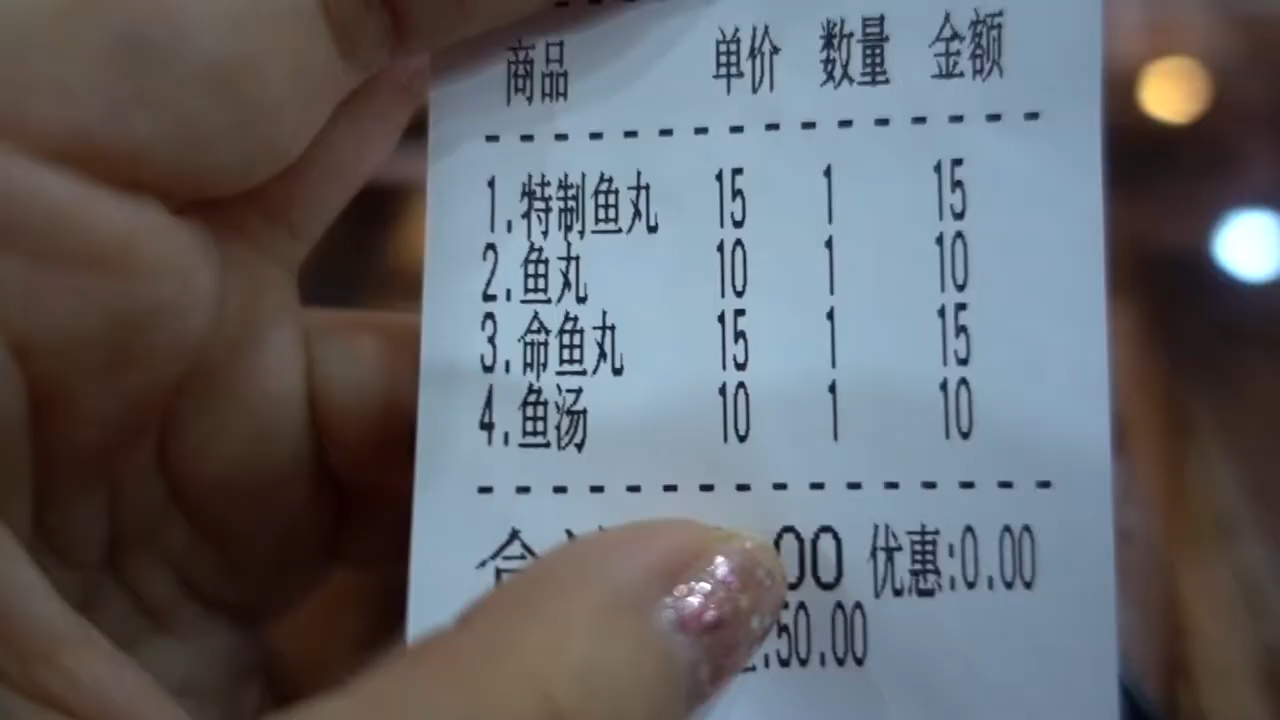 商品 单价 数量 金额
1.特制鱼丸 15 1 15
2.鱼丸 10 1 10
3.命鱼丸 15 1 15
4.鱼汤 10 1 10
合 00 优惠:0.00
:50.00